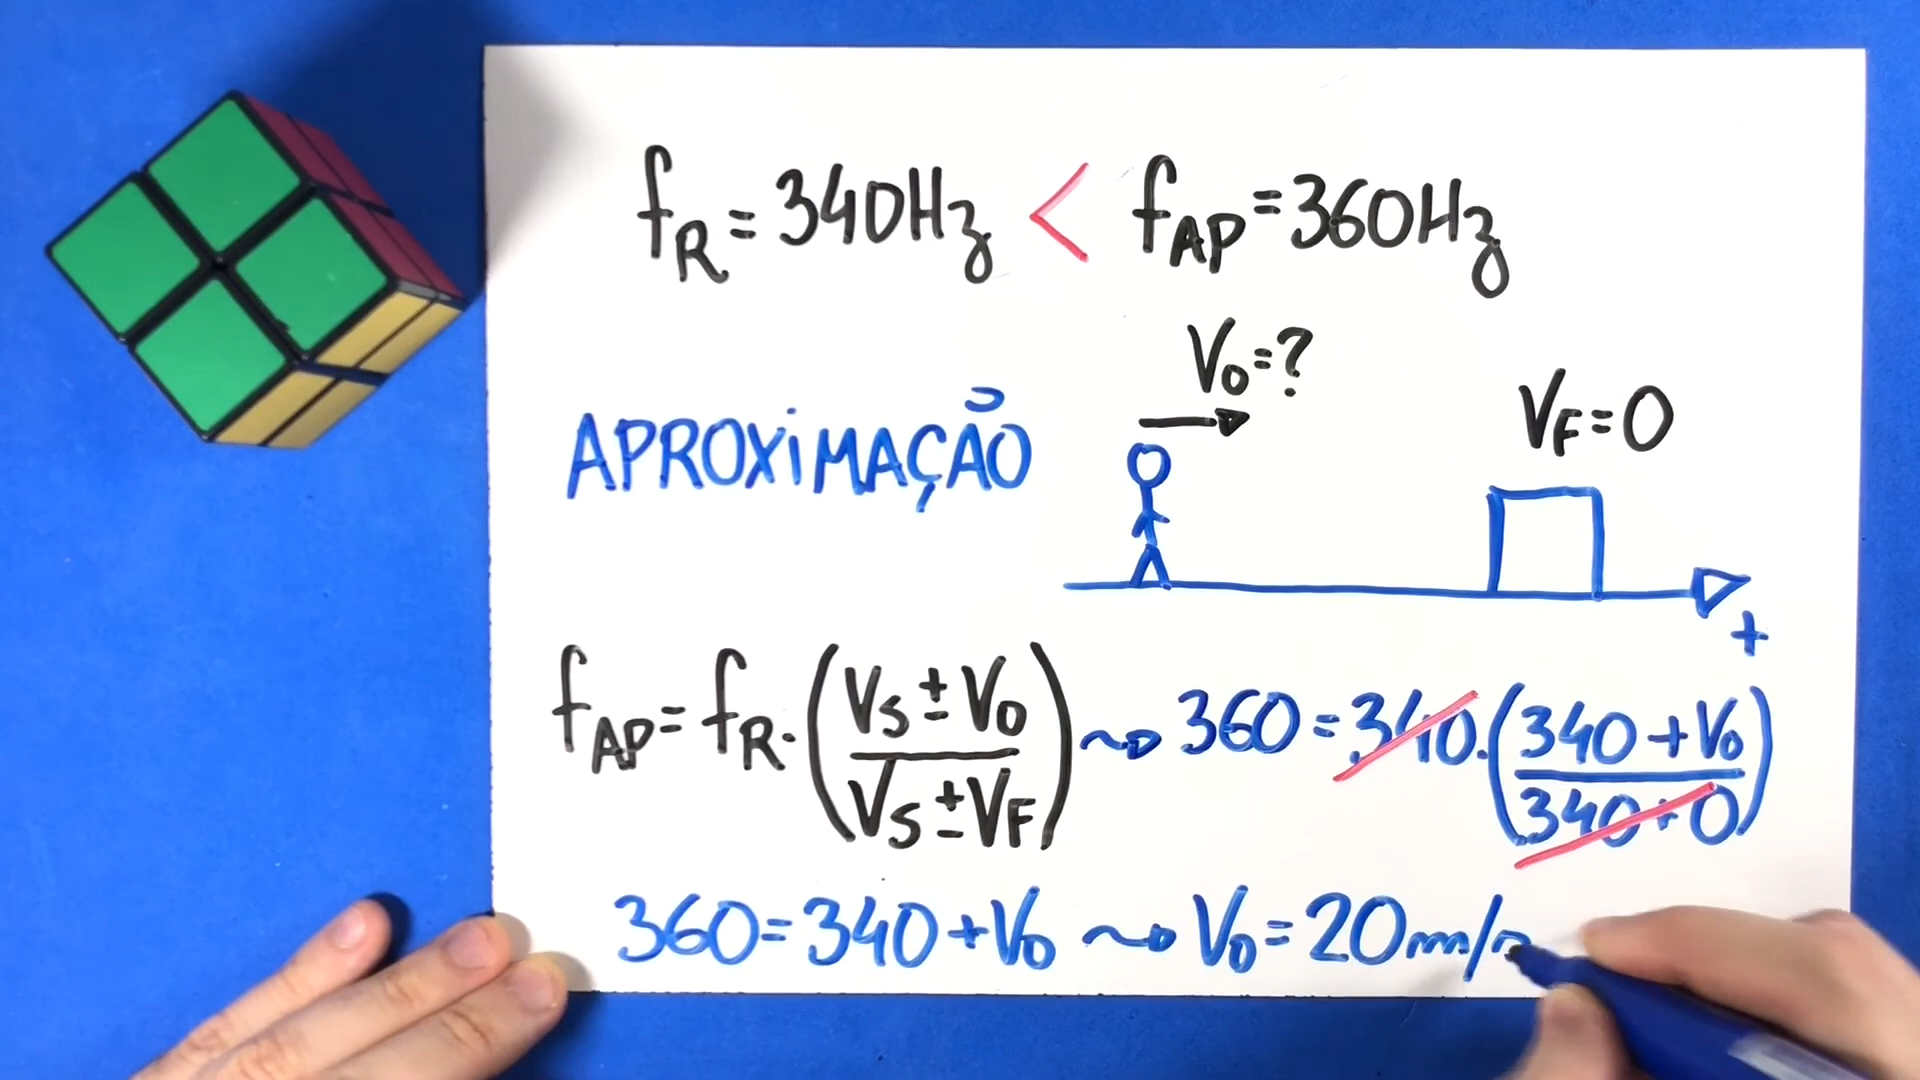 fR = 340Hz < fAP = 360Hz
V0 = ?
VF = 0
APROXIMAÇÃO
+
fAP = fR . (VS ± V0 / VS ± VF) ~> 360 = 340 . (340 + V0 / 340 + 0)
360 = 340 + V0 ~> V0 = 20 m/s